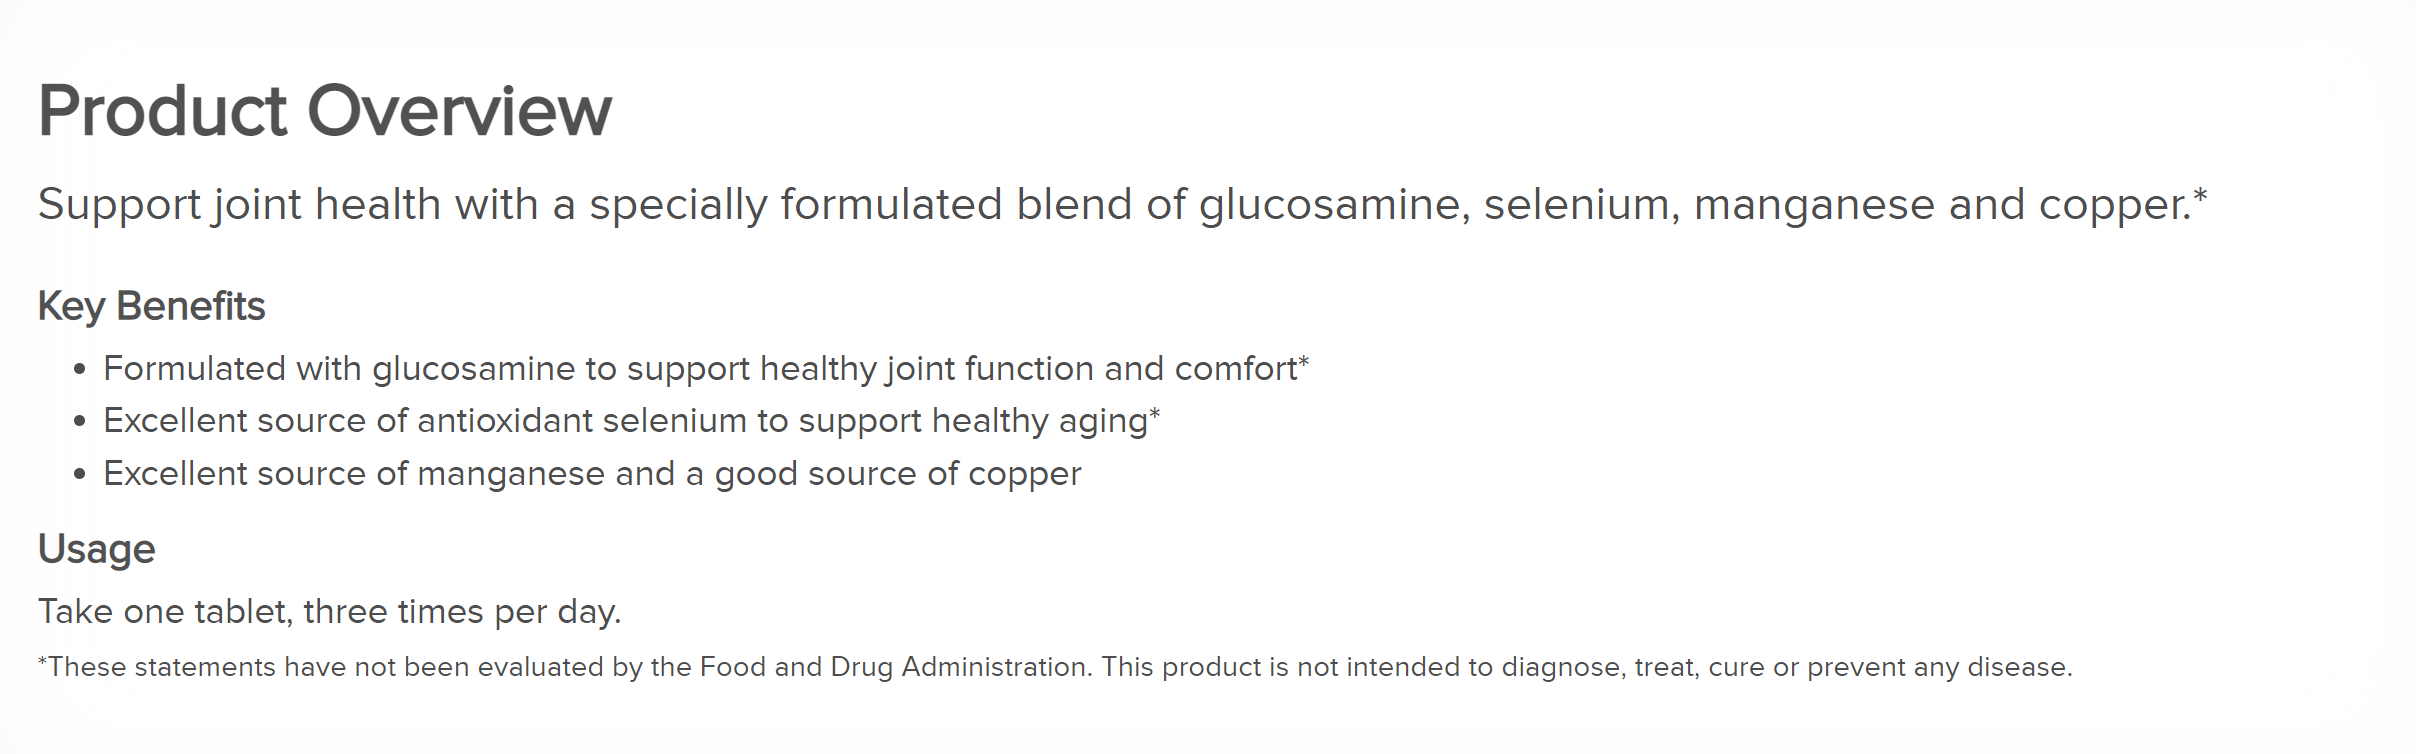 Product Overview
Support joint health with a specially formulated blend of glucosamine, selenium, manganese and copper.*
Key Benefits
• Formulated with glucosamine to support healthy joint function and comfort*
• Excellent source of antioxidant selenium to support healthy aging*
• Excellent source of manganese and a good source of copper
Usage
Take one tablet, three times per day.
*These statements have not been evaluated by the Food and Drug Administration. This product is not intended to diagnose, treat, cure or prevent any disease.